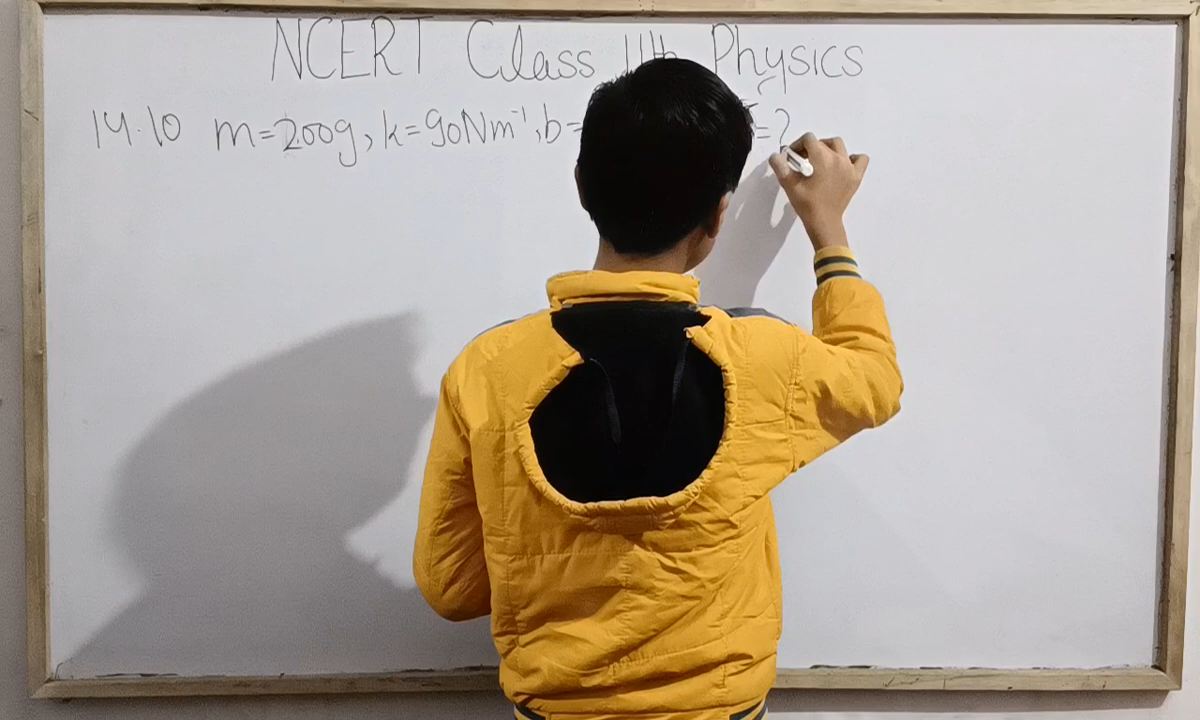 NCERT Class 11th Physics
14.10 m=200g, k=90Nm⁻¹, b= =?